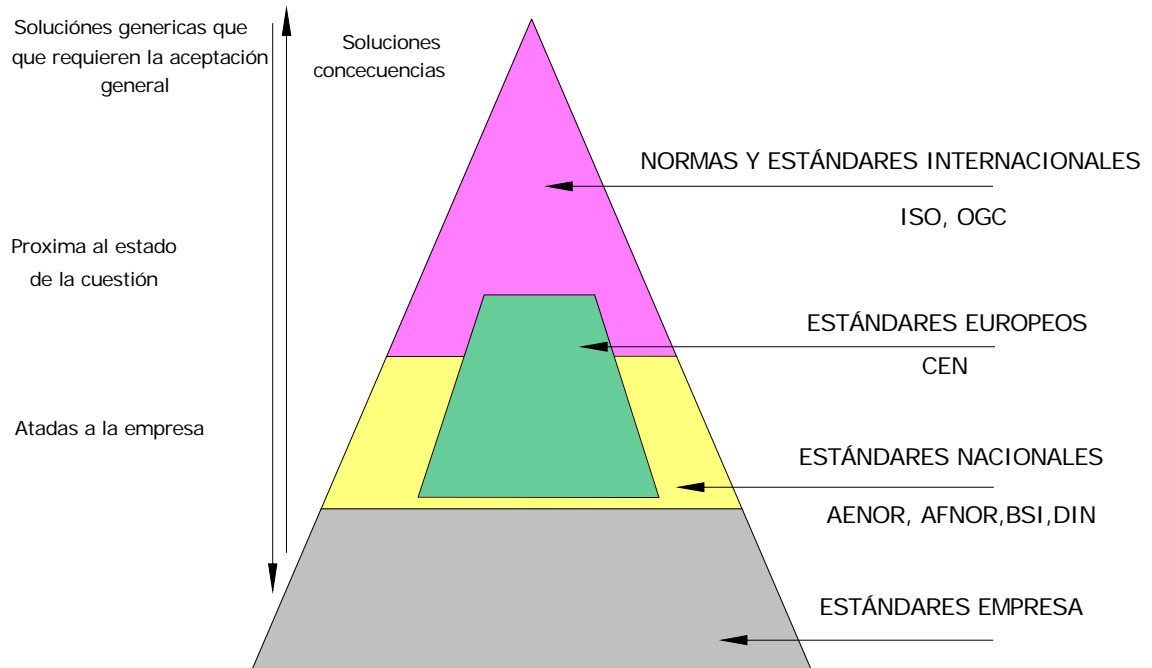 Soluciónes genericas que
que requieren la aceptación
general
Soluciones
concecuencias
NORMAS Y ESTÁNDARES INTERNACIONALES
ISO, OGC
Proxima al estado
de la cuestión
ESTÁNDARES EUROPEOS
CEN
Atadas a la empresa
ESTÁNDARES NACIONALES
AENOR, AFNOR,BSI,DIN
ESTÁNDARES EMPRESA